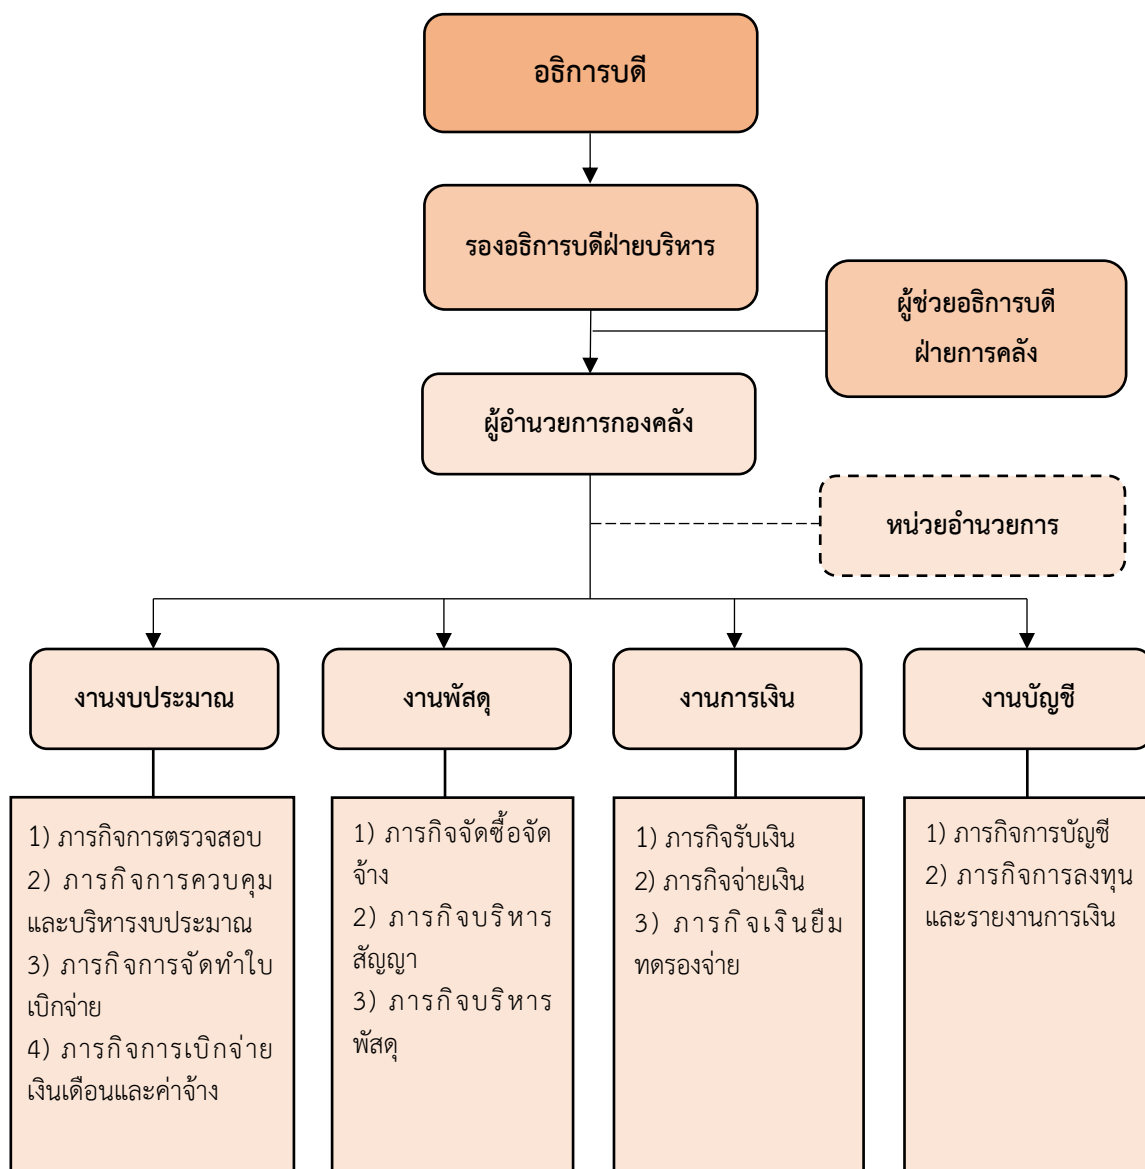 อธิการบดี
รองอธิการบดีฝ่ายบริหาร
ผู้ช่วยอธิการบดี
ฝ่ายการคลัง
ผู้อำนวยการกองคลัง
หน่วยอำนวยการ
งานงบประมาณ
งานพัสดุ
งานการเงิน
งานบัญชี
1) ภารกิจการตรวจสอบ
2) ภารกิจการควบคุม
และบริหารงบประมาณ
3) ภารกิจการจัดทำใบ
เบิกจ่าย
4) ภารกิจการเบิกจ่าย
เงินเดือนและค่าจ้าง
1) ภารกิจจัดซื้อจัด
จ้าง
2) ภารกิจบริหาร
สัญญา
3) ภารกิจบริหาร
พัสดุ
1) ภารกิจรับเงิน
2) ภารกิจจ่ายเงิน
3) ภารกิจเงินยืม
ทดรองจ่าย
1) ภารกิจการบัญชี
2) ภารกิจการลงทุน
และรายงานการเงิน